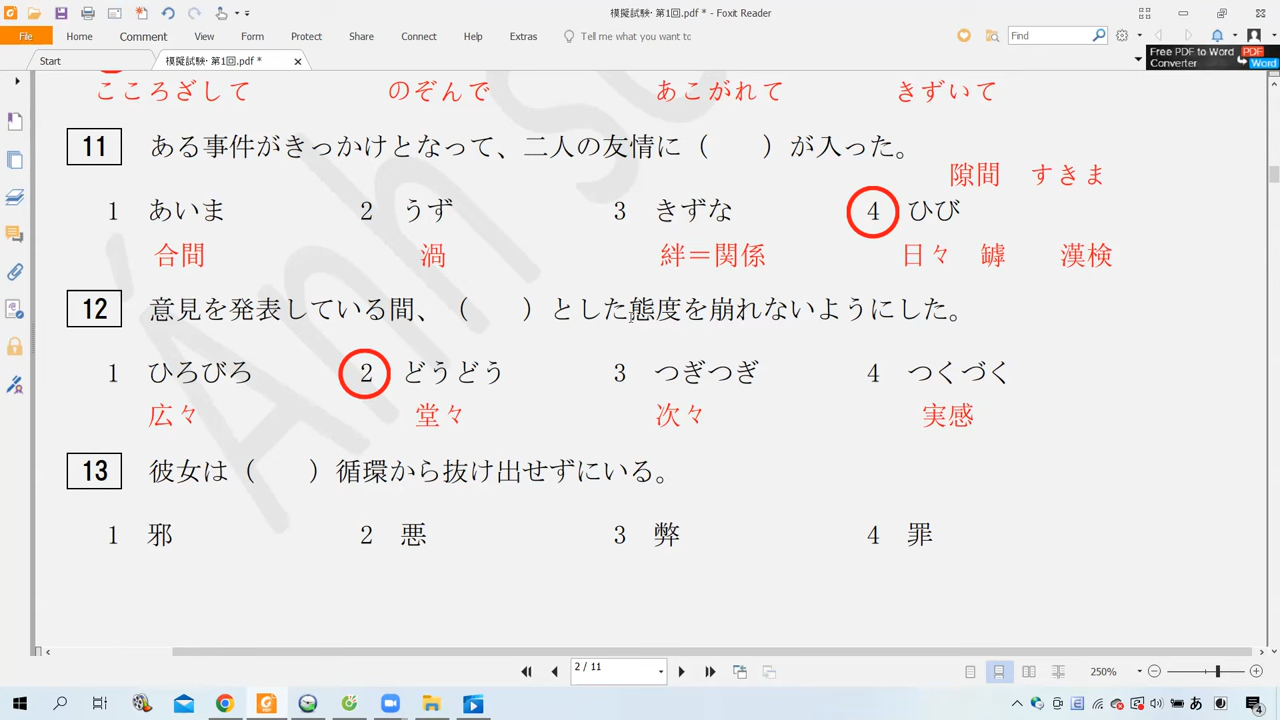 模擬試験・第1回.pdf * - Foxit Reader
File Home Comment View Form Protect Share Connect Help Extras Tell me what you want to Find
Free PDF to Word Converter PDF Word
Start 模擬試験・第1回.pdf *
こころざして のぞんで あこがれて きずいて
11 ある事件がきっかけとなって、二人の友情に（ ）が入った。
隙間 すきま
1 あいま 2 うず 3 きずな 4 ひび
合間 渦 絆＝関係 日々 罅 漢検
12 意見を発表している間、（ ）とした態度を崩れないようにした。
1 ひろびろ 2 どうどう 3 つぎつぎ 4 つくづく
広々 堂々 次々 実感
13 彼女は（ ）循環から抜け出せずにいる。
1 邪 2 悪 3 弊 4 罪
2 / 11 250%
あ 4